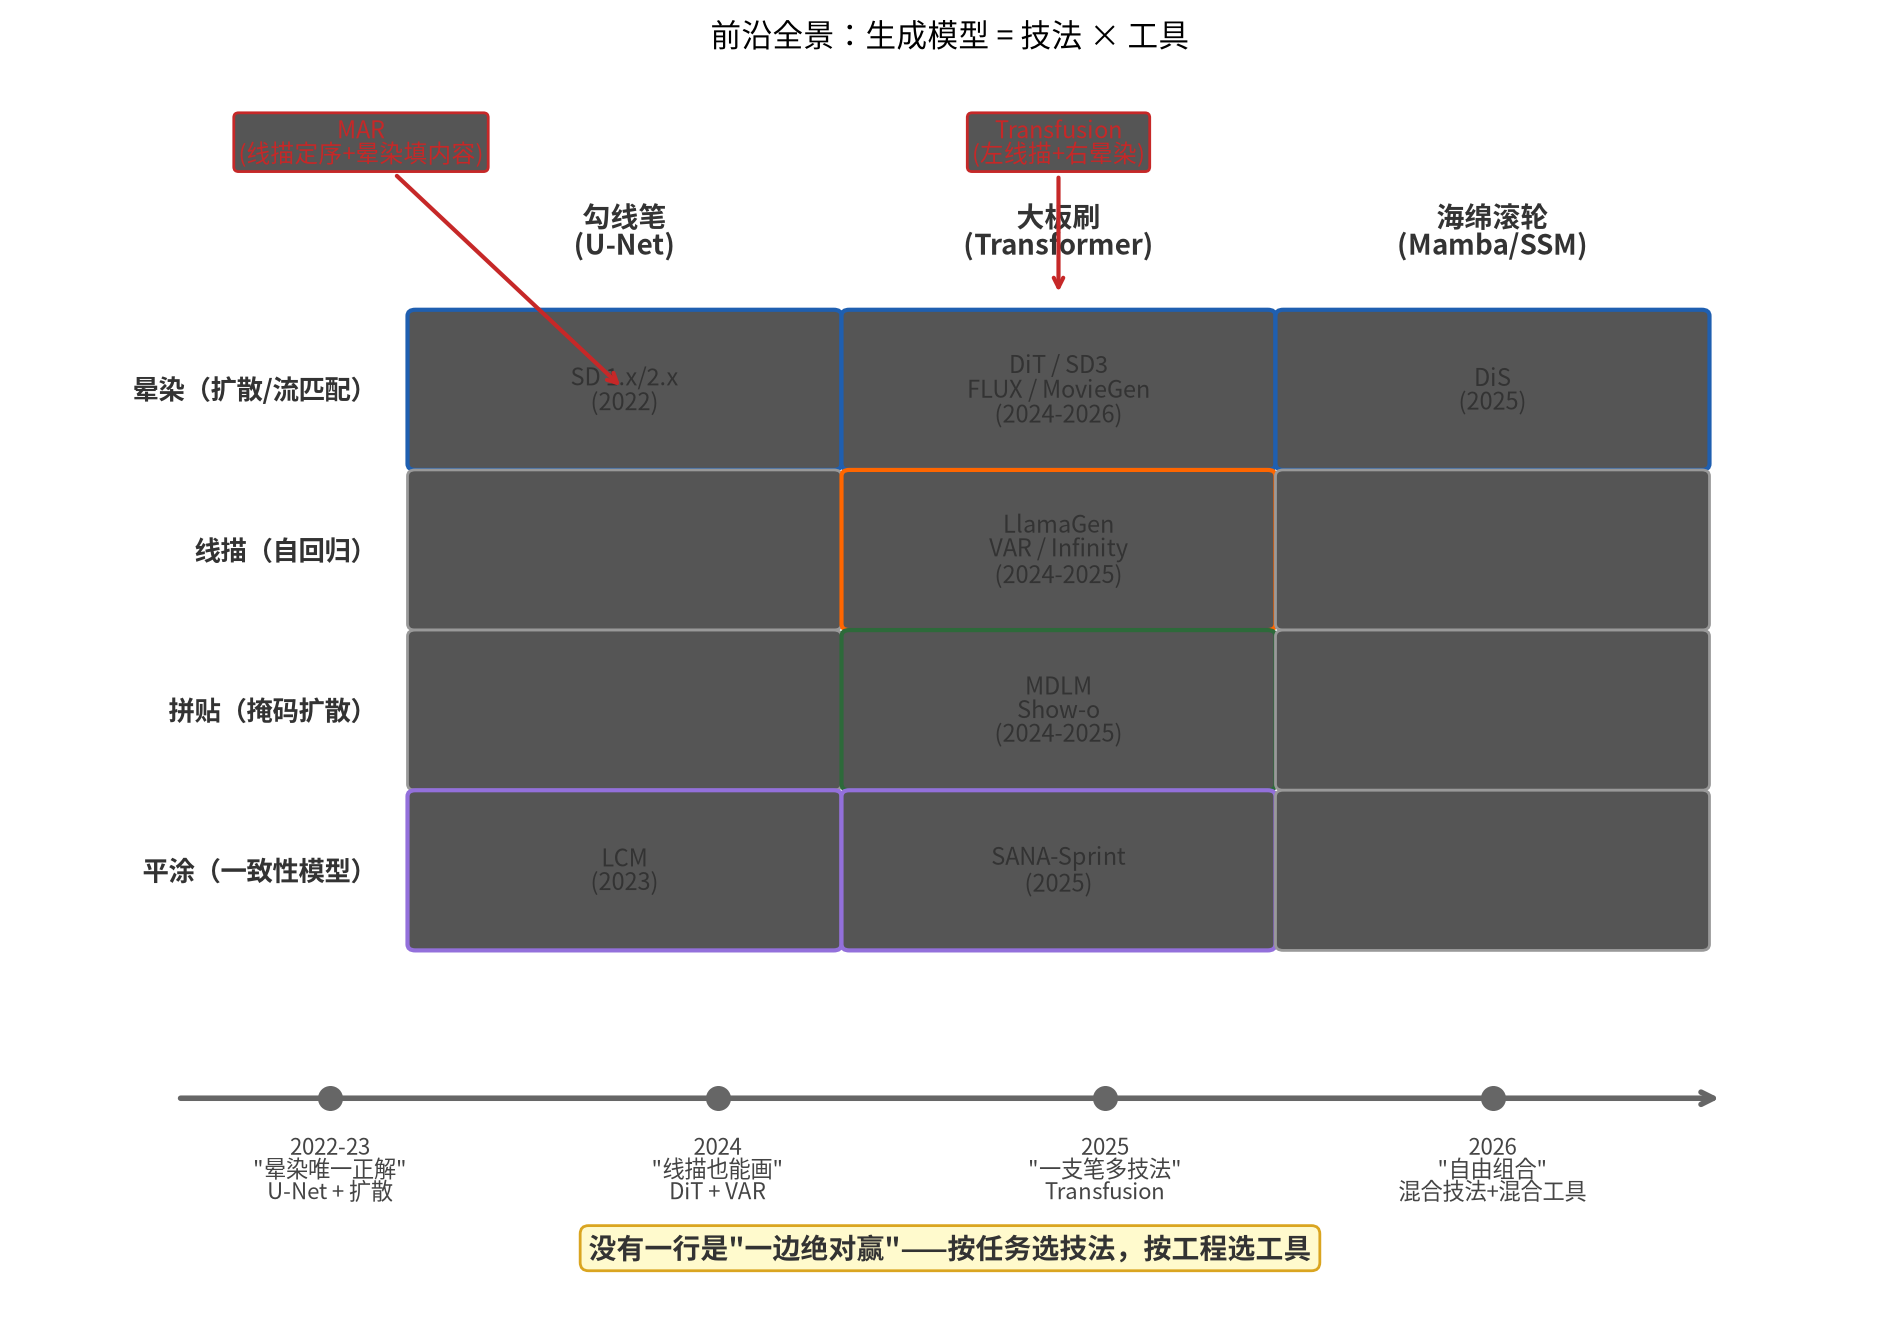 前沿全景：生成模型 = 技法 × 工具
MAR
(线描定序+晕染填内容)
Transfusion
(左线描+右晕染)
勾线笔
(U-Net)
大板刷
(Transformer)
海绵滚轮
(Mamba/SSM)
晕染（扩散/流匹配）
SD 1.x/2.x
(2022)
DiT / SD3
FLUX / MovieGen
(2024-2026)
DiS
(2025)
线描（自回归）
LlamaGen
VAR / Infinity
(2024-2025)
拼贴（掩码扩散）
MDLM
Show-o
(2024-2025)
平涂（一致性模型）
LCM
(2023)
SANA-Sprint
(2025)
2022-23
"晕染唯一正解"
U-Net + 扩散
2024
"线描也能画"
DiT + VAR
2025
"一支笔多技法"
Transfusion
2026
"自由组合"
混合技法+混合工具
没有一行是"一边绝对赢"——按任务选技法，按工程选工具